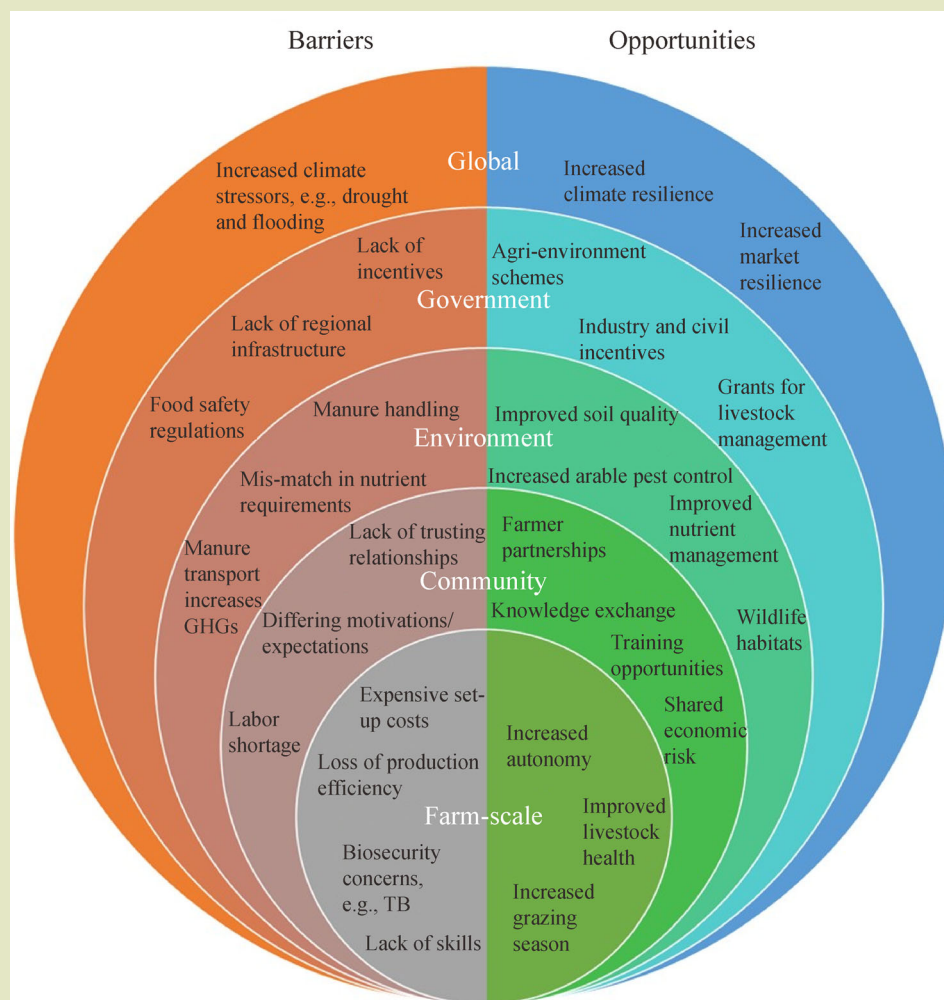 Barriers
Opportunities
Global
Increased climate
stressors, e.g., drought
and flooding
Increased
climate resilience
Increased
market
resilience
Lack of
incentives
Agri-environment
schemes
Government
Lack of regional
infrastructure
Industry and civil
incentives
Food safety
regulations
Grants for
livestock
management
Manure handling
Improved soil quality
Environment
Mis-match in nutrient
requirements
Increased arable pest control
Improved
nutrient
management
Manure
transport
increases
GHGs
Wildlife
habitats
Lack of trusting
relationships
Farmer
partnerships
Community
Differing motivations/
expectations
Knowledge exchange
Training
opportunities
Labor
shortage
Shared
economic
risk
Expensive set-
up costs
Increased
autonomy
Loss of production
efficiency
Farm-scale
Improved
livestock
health
Biosecurity
concerns,
e.g., TB
Increased
grazing
season
Lack of skills